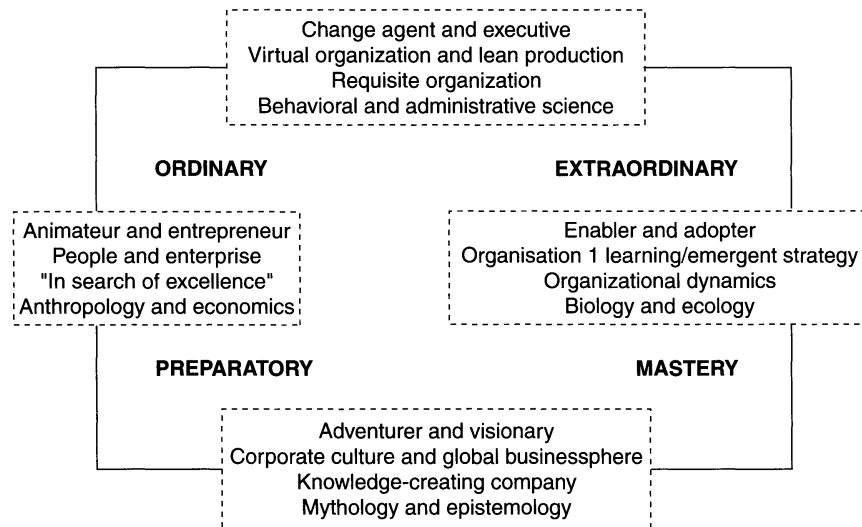 Change agent and executive
Virtual organization and lean production
Requisite organization
Behavioral and administrative science
ORDINARY
EXTRAORDINARY
Animateur and entrepreneur
People and enterprise
"In search of excellence"
Anthropology and economics
Enabler and adopter
Organisation 1 learning/emergent strategy
Organizational dynamics
Biology and ecology
PREPARATORY
MASTERY
Adventurer and visionary
Corporate culture and global businessphere
Knowledge-creating company
Mythology and epistemology